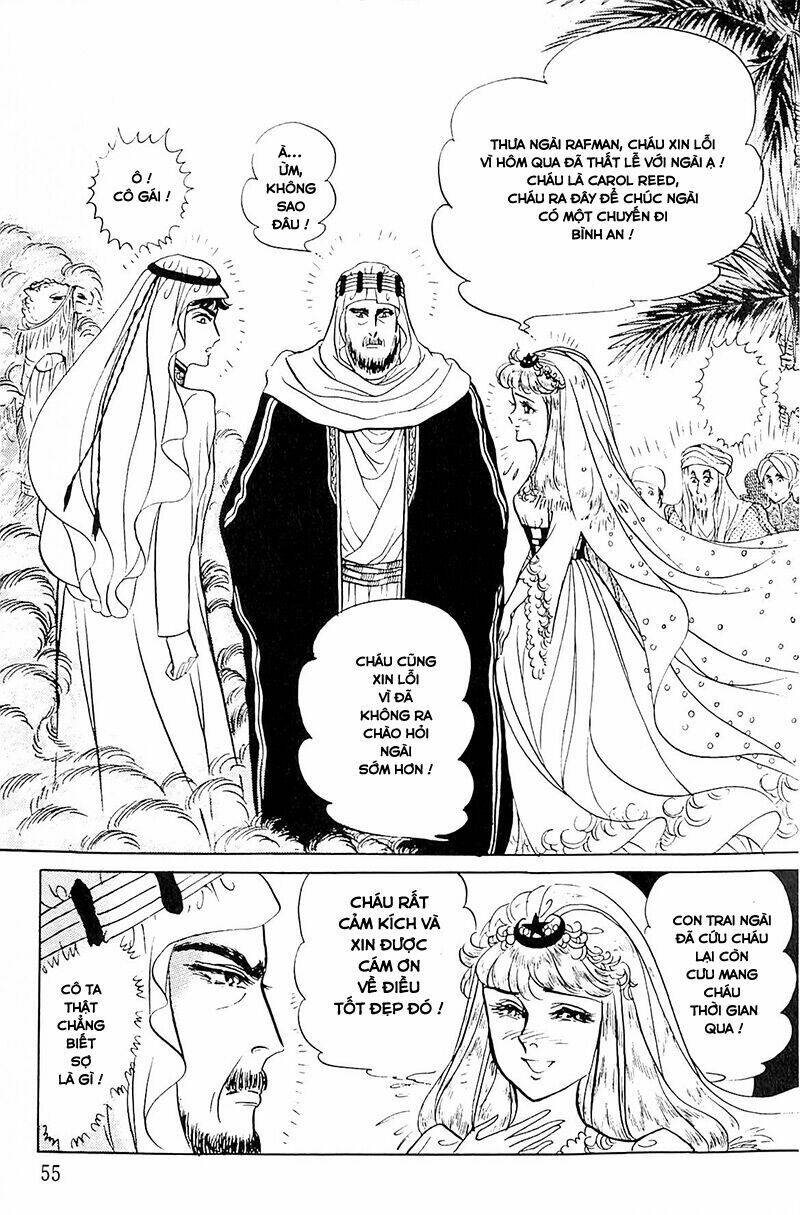 THƯA NGÀI RAFMAN, CHÁU XIN LỖI
VÌ HÔM QUA ĐÃ THẤT LỄ VỚI NGÀI Ạ !
CHÁU LÀ CAROL REED,
CHÁU RA ĐÂY ĐỂ CHÚC NGÀI
CÓ MỘT CHUYẾN ĐI
BÌNH AN !
À...
ỪM,
KHÔNG
SAO
ĐÂU !
Ô !
CÔ GÁI !
CHÁU CŨNG
XIN LỖI
VÌ ĐÃ
KHÔNG RA
CHÀO HỎI
NGÀI
SỚM HƠN !
CON TRAI NGÀI
ĐÃ CỨU CHÁU
LẠI CÒN
CƯU MANG
CHÁU
THỜI GIAN
QUA !
CHÁU RẤT
CẢM KÍCH VÀ
XIN ĐƯỢC
CÁM ƠN
VỀ ĐIỀU
TỐT ĐẸP ĐÓ !
CÔ TA
THẬT
CHẲNG
BIẾT
SỢ
LÀ GÌ !
55